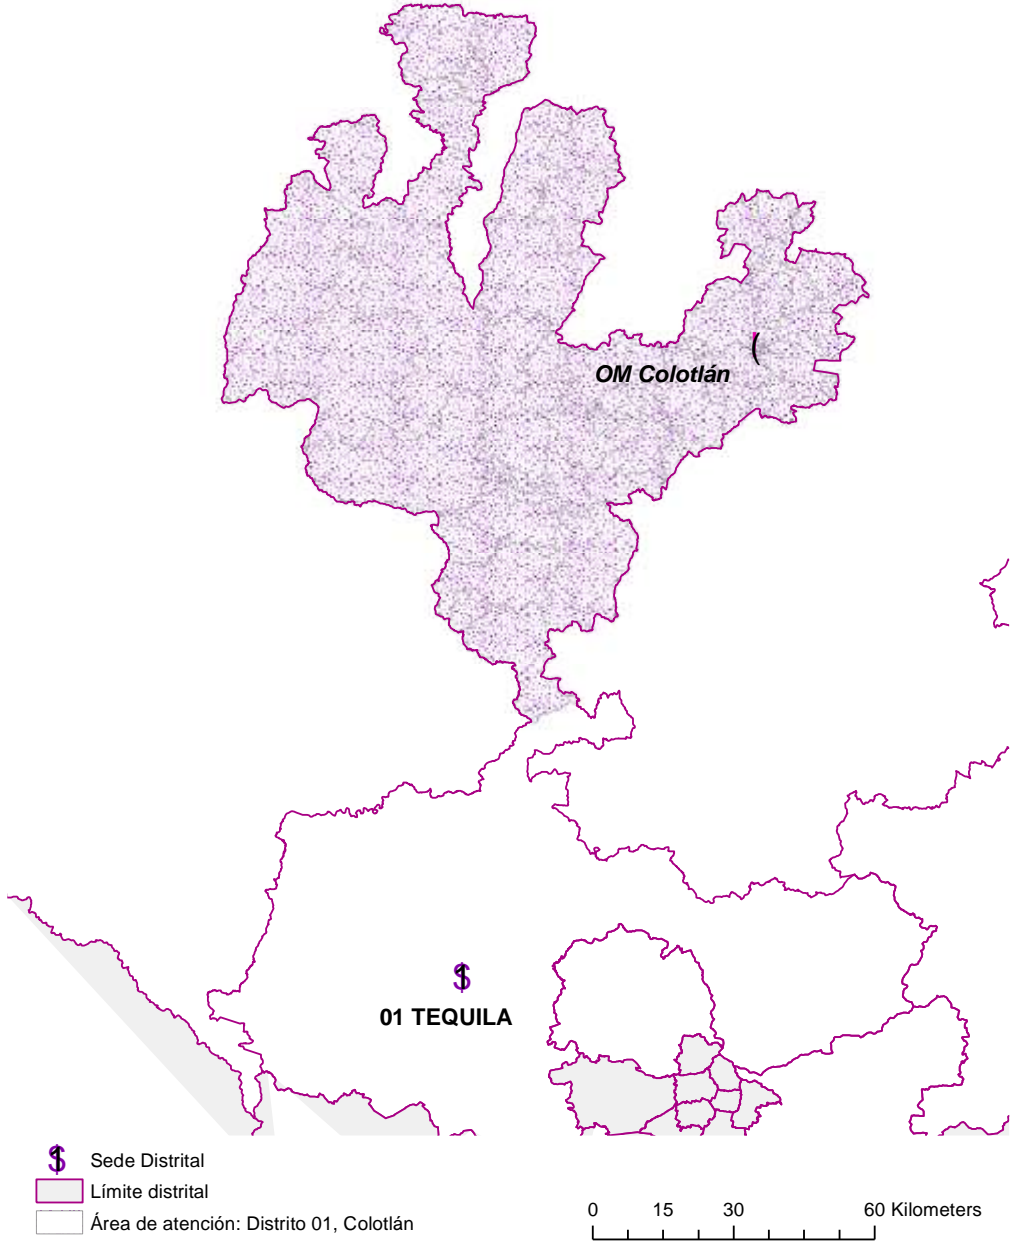 OM Colotlán
01 TEQUILA
Sede Distrital
Límite distrital
Área de atención: Distrito 01, Colotlán
0 15 30 60 Kilometers